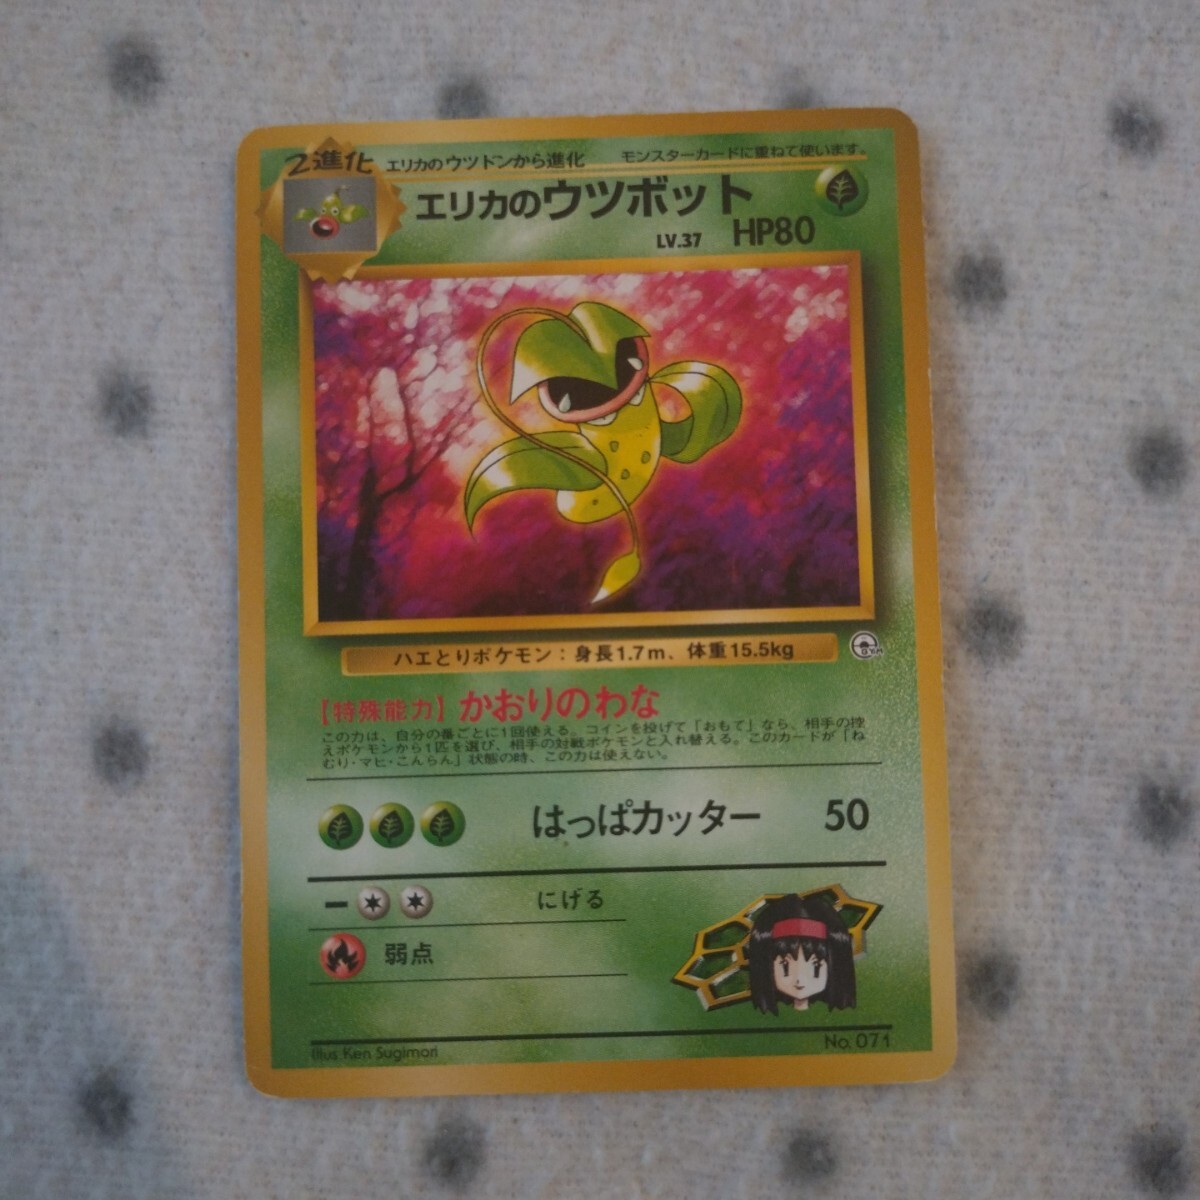 2進化
エリカのウツドンから進化 モンスターカードに重ねて使います。
エリカのウツボット
LV.37 HP80
ハエとりポケモン：身長1.7m、体重15.5kg
GYM
【特殊能力】かおりのわな
この力は、自分の番ごとに1回使える。コインを投げて「おもて」なら、相手の控
えポケモンから1匹を選び、相手の対戦ポケモンと入れ替える。このカードが「ね
むり・マヒ・こんらん」状態の時、この力は使えない。
はっぱカッター 50
にげる
弱点
Illus Ken Sugimori
No. 071